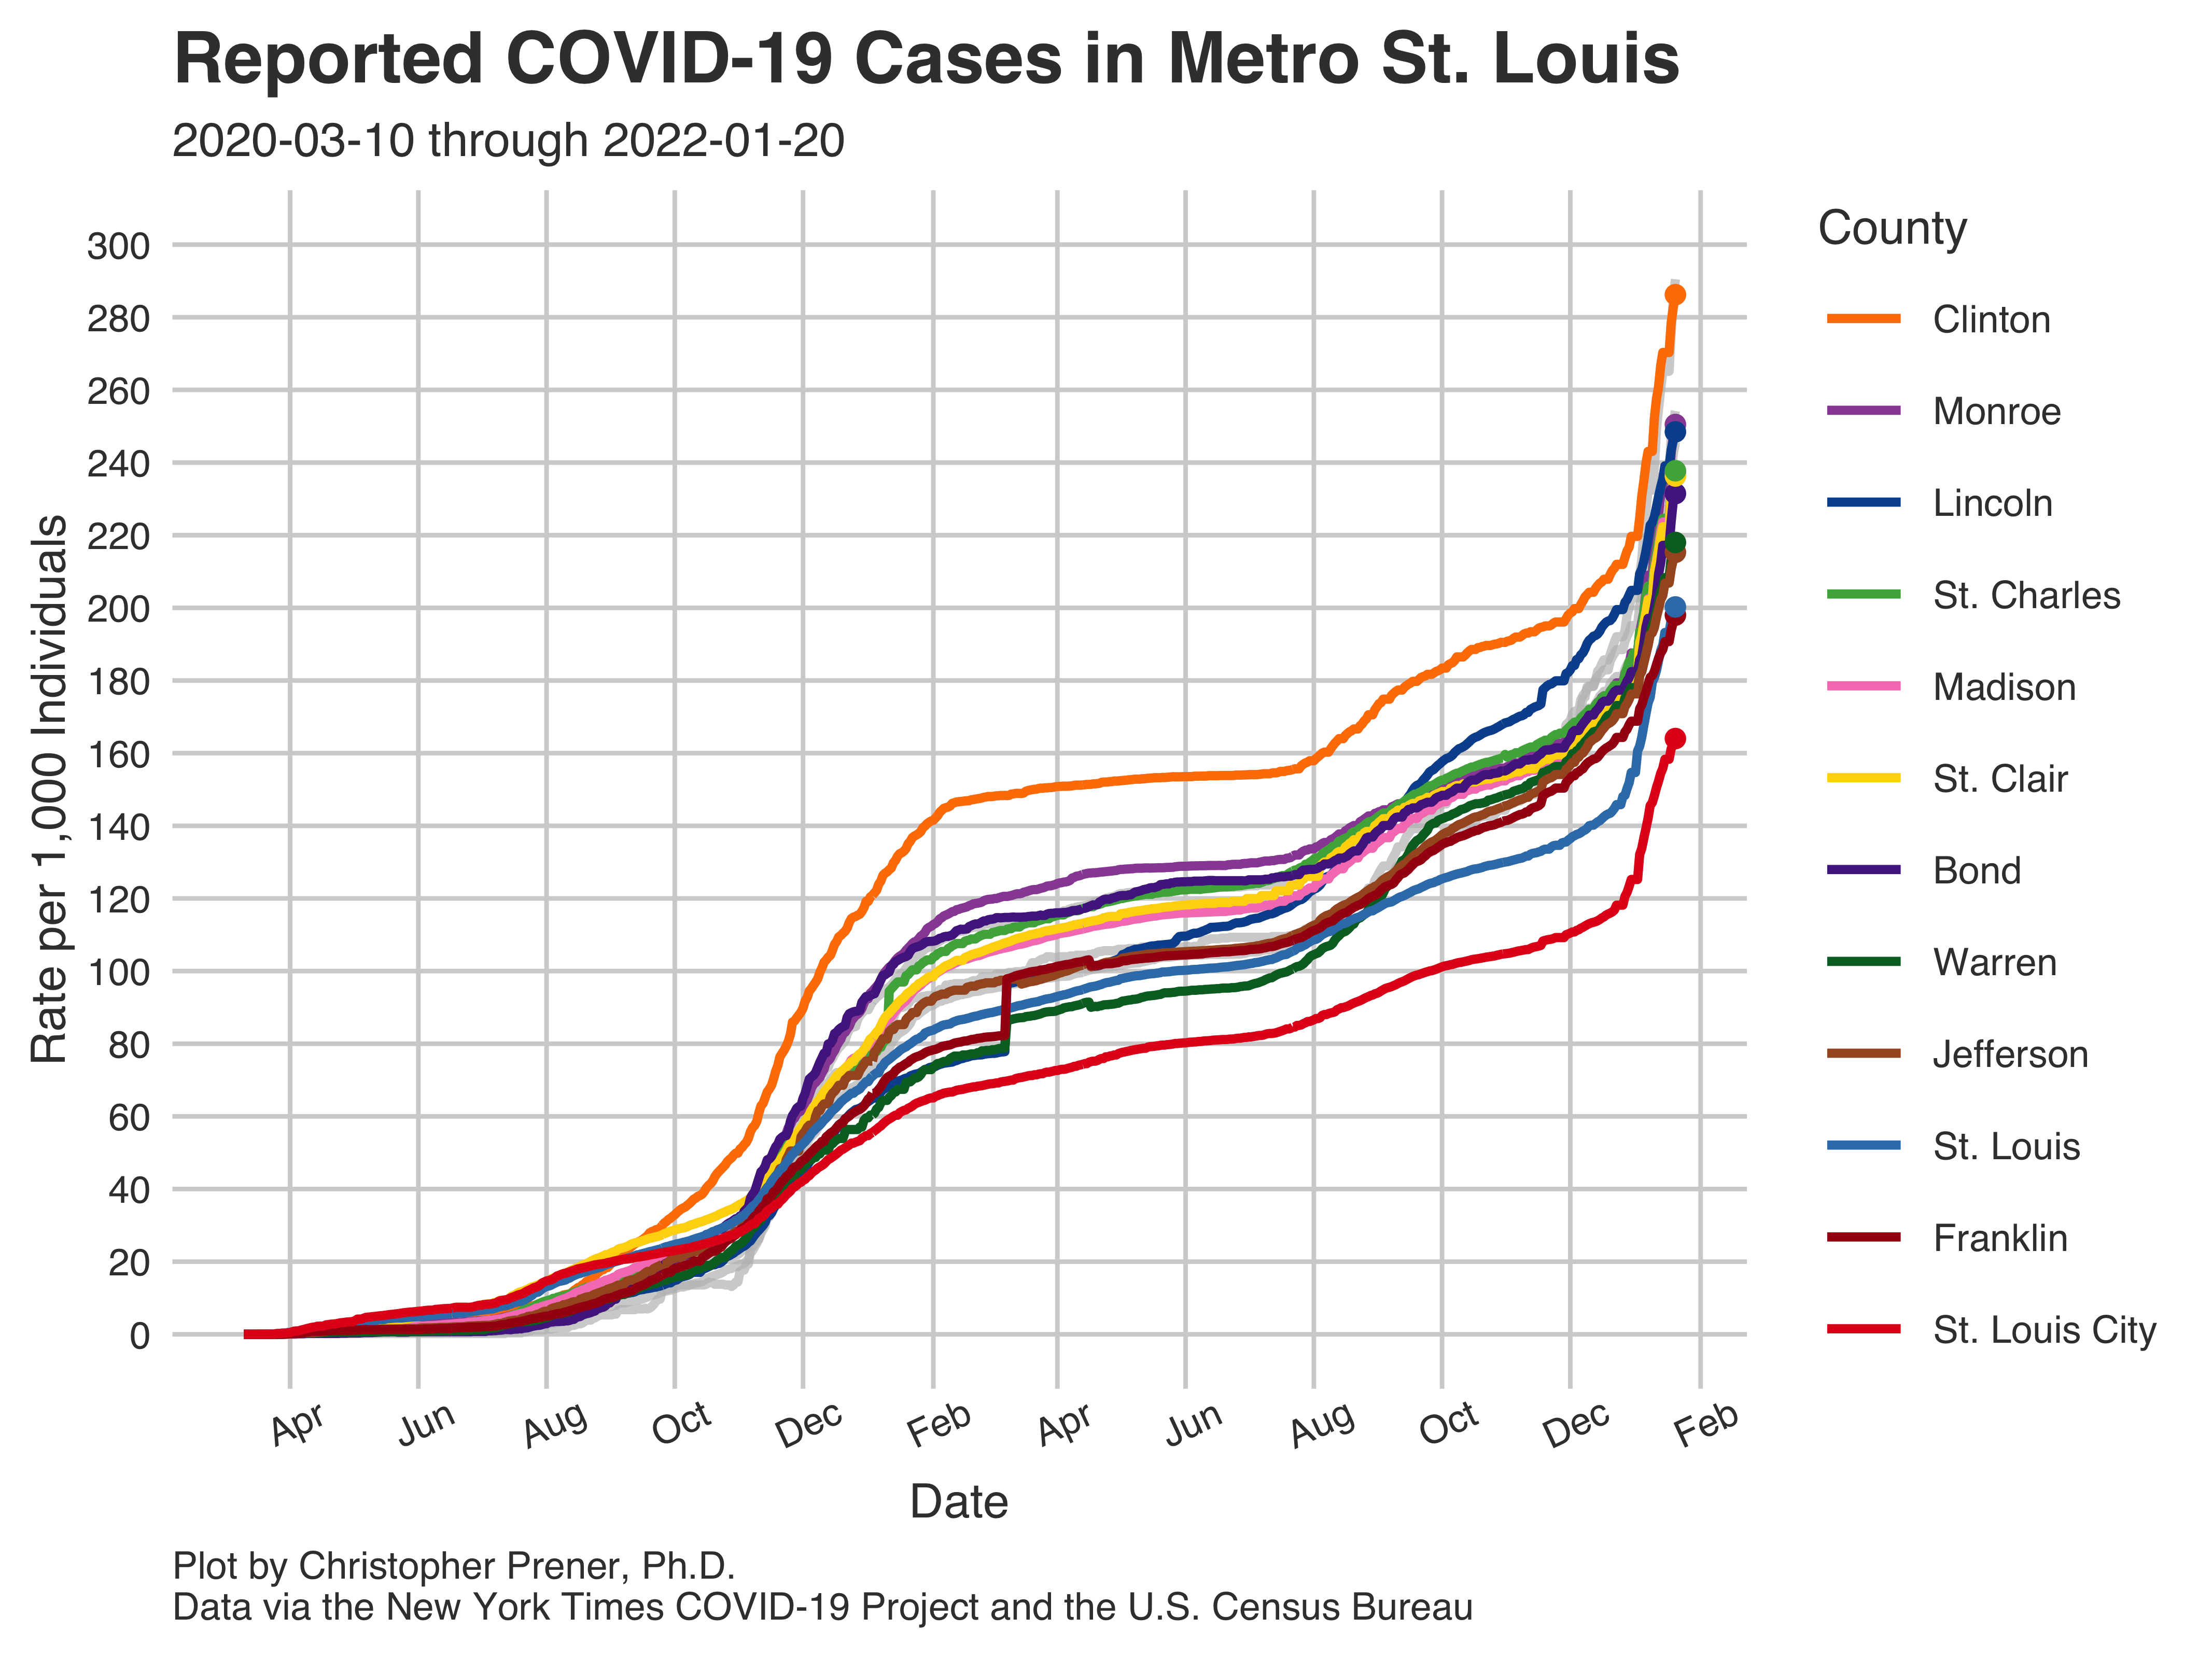 Reported COVID-19 Cases in Metro St. Louis
2020-03-10 through 2022-01-20
Rate per 1,000 Individuals
300
280
260
240
220
200
180
160
140
120
100
80
60
40
20
0
Apr
Jun
Aug
Oct
Dec
Feb
Apr
Jun
Aug
Oct
Dec
Feb
Date
County
Clinton
Monroe
Lincoln
St. Charles
Madison
St. Clair
Bond
Warren
Jefferson
St. Louis
Franklin
St. Louis City
Plot by Christopher Prener, Ph.D.
Data via the New York Times COVID-19 Project and the U.S. Census Bureau